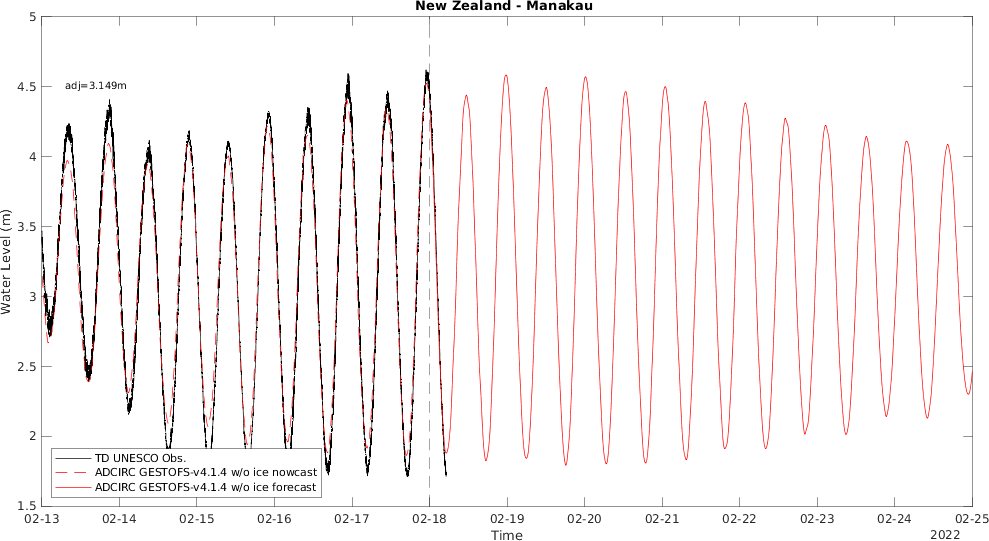 New Zealand - Manakau
5
4.5
4
3.5
3
2.5
2
1.5
Water Level (m)
adj=3.149m
TD UNESCO Obs.
ADCIRC GESTOFS-v4.1.4 w/o ice nowcast
ADCIRC GESTOFS-v4.1.4 w/o ice forecast
02-13 02-14 02-15 02-16 02-17 02-18 02-19 02-20 02-21 02-22 02-23 02-24 02-25
Time
2022